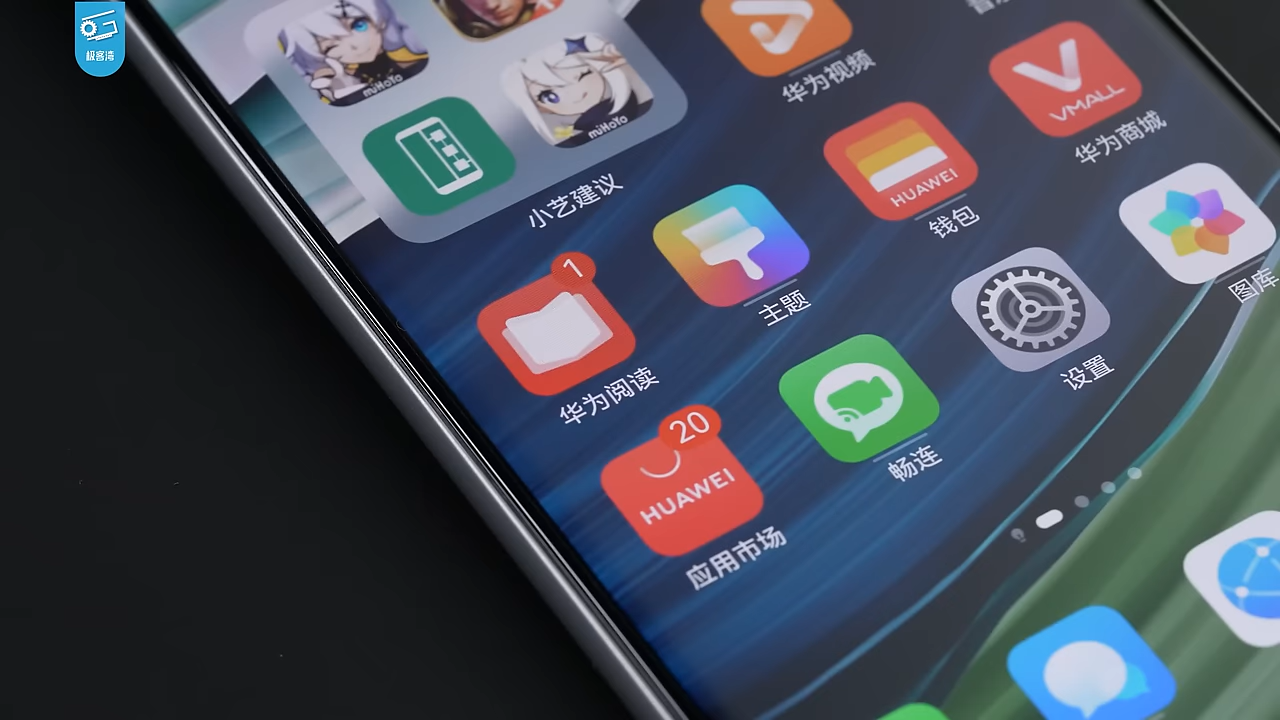 极客湾
miHoYo
miHoYo
小艺建议
华为视频
VMALL
华为商城
HUAWEI
钱包
主题
图库
1
华为阅读
设置
畅连
20
HUAWEI
应用市场